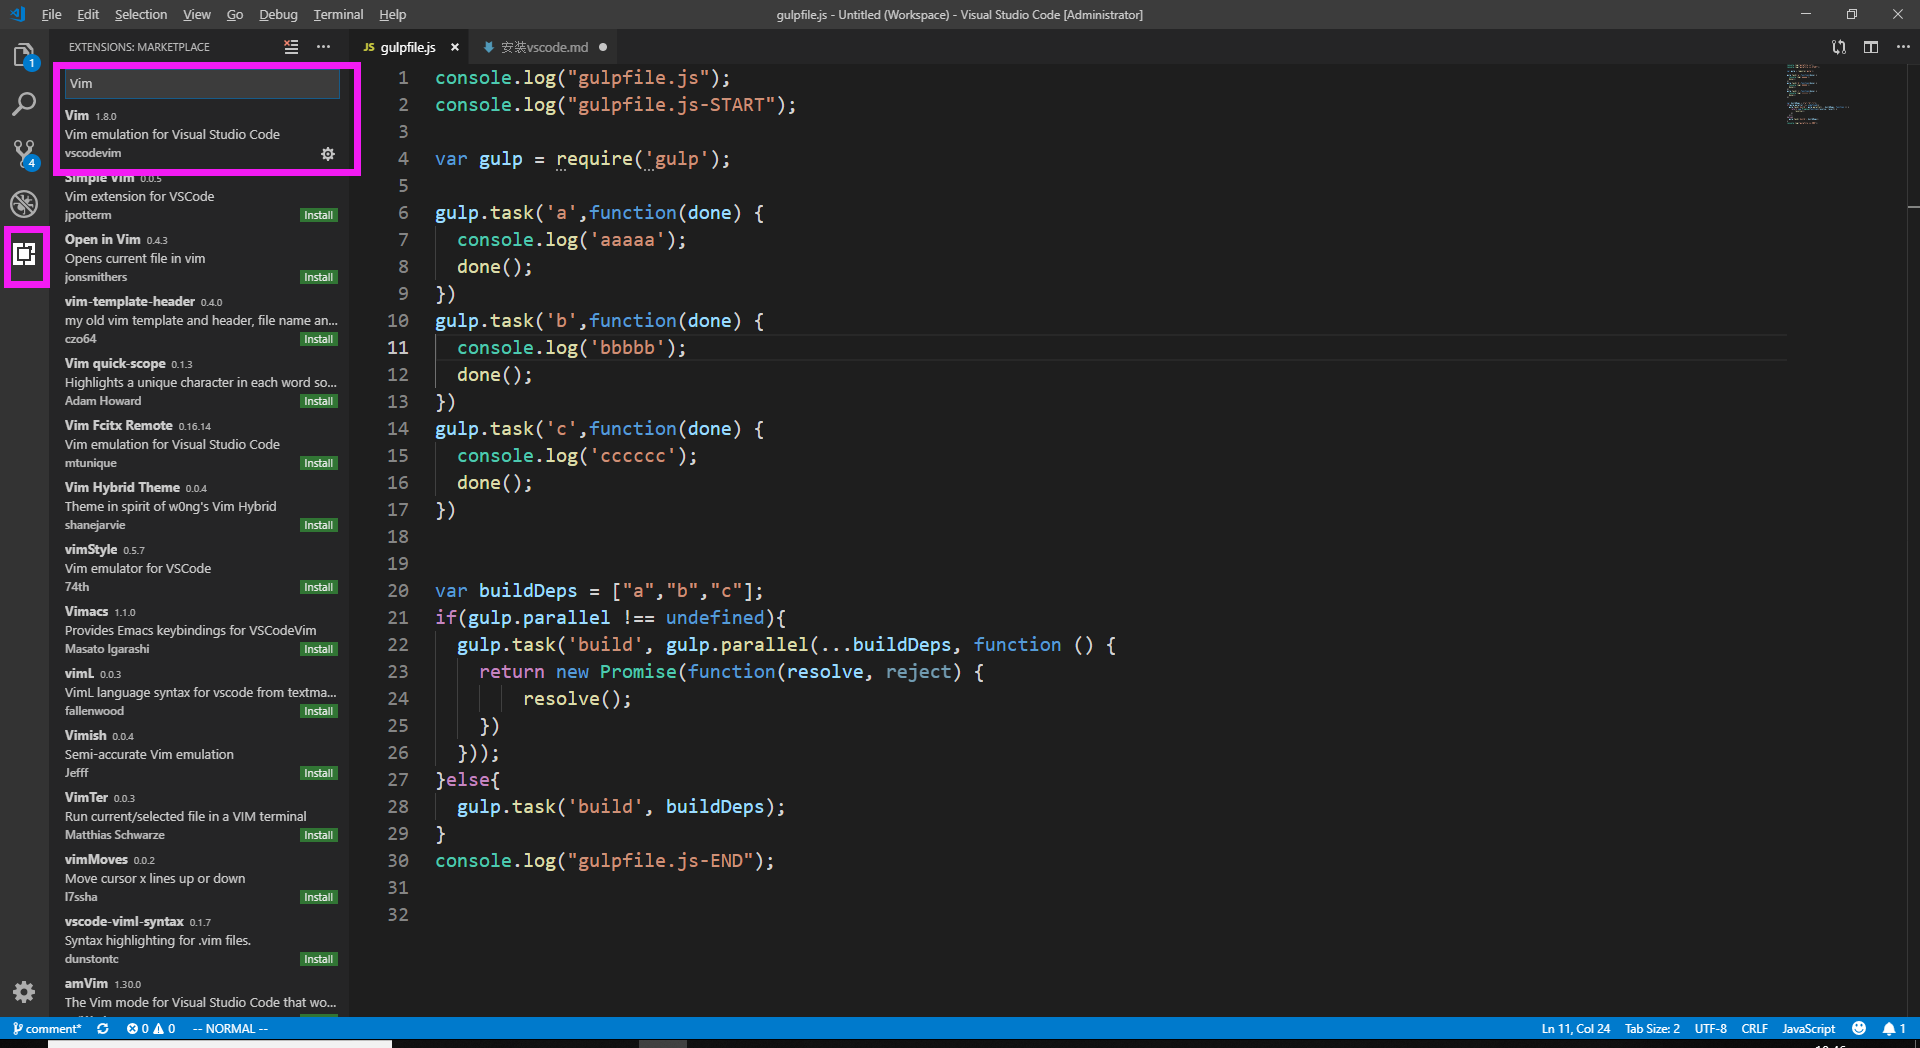 File Edit Selection View Go Debug Terminal Help
gulpfile.js - Untitled (Workspace) - Visual Studio Code [Administrator]
EXTENSIONS: MARKETPLACE
JS gulpfile.js
安装vscode.md
1
4
Vim
Vim 1.8.0
Vim emulation for Visual Studio Code
vscodevim
Simple Vim 0.0.5
Vim extension for VSCode
jpotterm Install
Open in Vim 0.4.3
Opens current file in vim
jonsmithers Install
vim-template-header 0.4.0
my old vim template and header, file name an...
czo64 Install
Vim quick-scope 0.1.3
Highlights a unique character in each word so...
Adam Howard Install
Vim Fcitx Remote 0.16.14
Vim emulation for Visual Studio Code
mtunique Install
Vim Hybrid Theme 0.0.4
Theme in spirit of w0ng's Vim Hybrid
shanejarvie Install
vimStyle 0.5.7
Vim emulator for VSCode
74th Install
Vimacs 1.1.0
Provides Emacs keybindings for VSCodeVim
Masato Igarashi Install
vimL 0.0.3
VimL language syntax for vscode from textma...
fallenwood Install
Vimish 0.0.4
Semi-accurate Vim emulation
Jefff Install
VimTer 0.0.3
Run current/selected file in a VIM terminal
Matthias Schwarze Install
vimMoves 0.0.2
Move cursor x lines up or down
l7ssha Install
vscode-viml-syntax 0.1.7
Syntax highlighting for .vim files.
dunstontc Install
amVim 1.30.0
The Vim mode for Visual Studio Code that wo...
1 console.log("gulpfile.js");
2 console.log("gulpfile.js-START");
3
4 var gulp = require('gulp');
5
6 gulp.task('a',function(done) {
7 console.log('aaaaa');
8 done();
9 })
10 gulp.task('b',function(done) {
11 console.log('bbbbb');
12 done();
13 })
14 gulp.task('c',function(done) {
15 console.log('cccccc');
16 done();
17 })
18
19
20 var buildDeps = ["a","b","c"];
21 if(gulp.parallel !== undefined){
22 gulp.task('build', gulp.parallel(...buildDeps, function () {
23 return new Promise(function(resolve, reject) {
24 resolve();
25 })
26 }));
27 }else{
28 gulp.task('build', buildDeps);
29 }
30 console.log("gulpfile.js-END");
31
32
comment* 0 0 -- NORMAL -- Ln 11, Col 24 Tab Size: 2 UTF-8 CRLF JavaScript 1